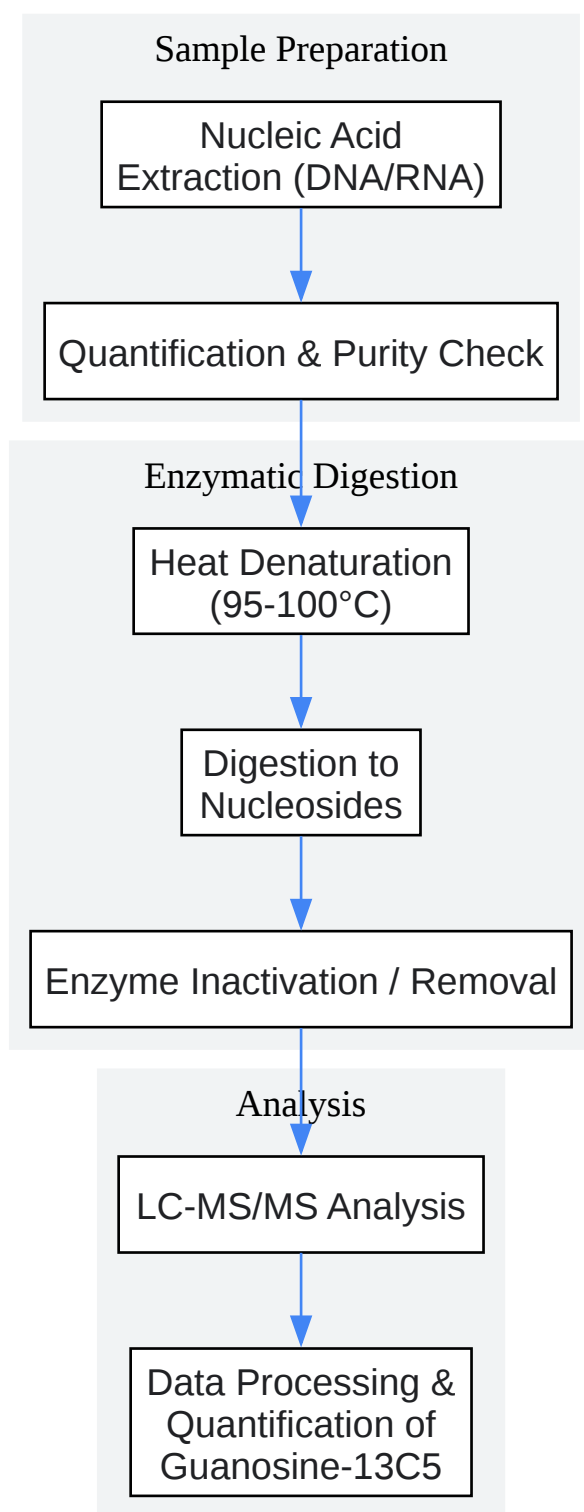 Sample Preparation
Nucleic Acid
Extraction (DNA/RNA)
Quantification & Purity Check
Enzymatic Digestion
Heat Denaturation
(95-100°C)
Digestion to
Nucleosides
Enzyme Inactivation / Removal
Analysis
LC-MS/MS Analysis
Data Processing &
Quantification of
Guanosine-13C5